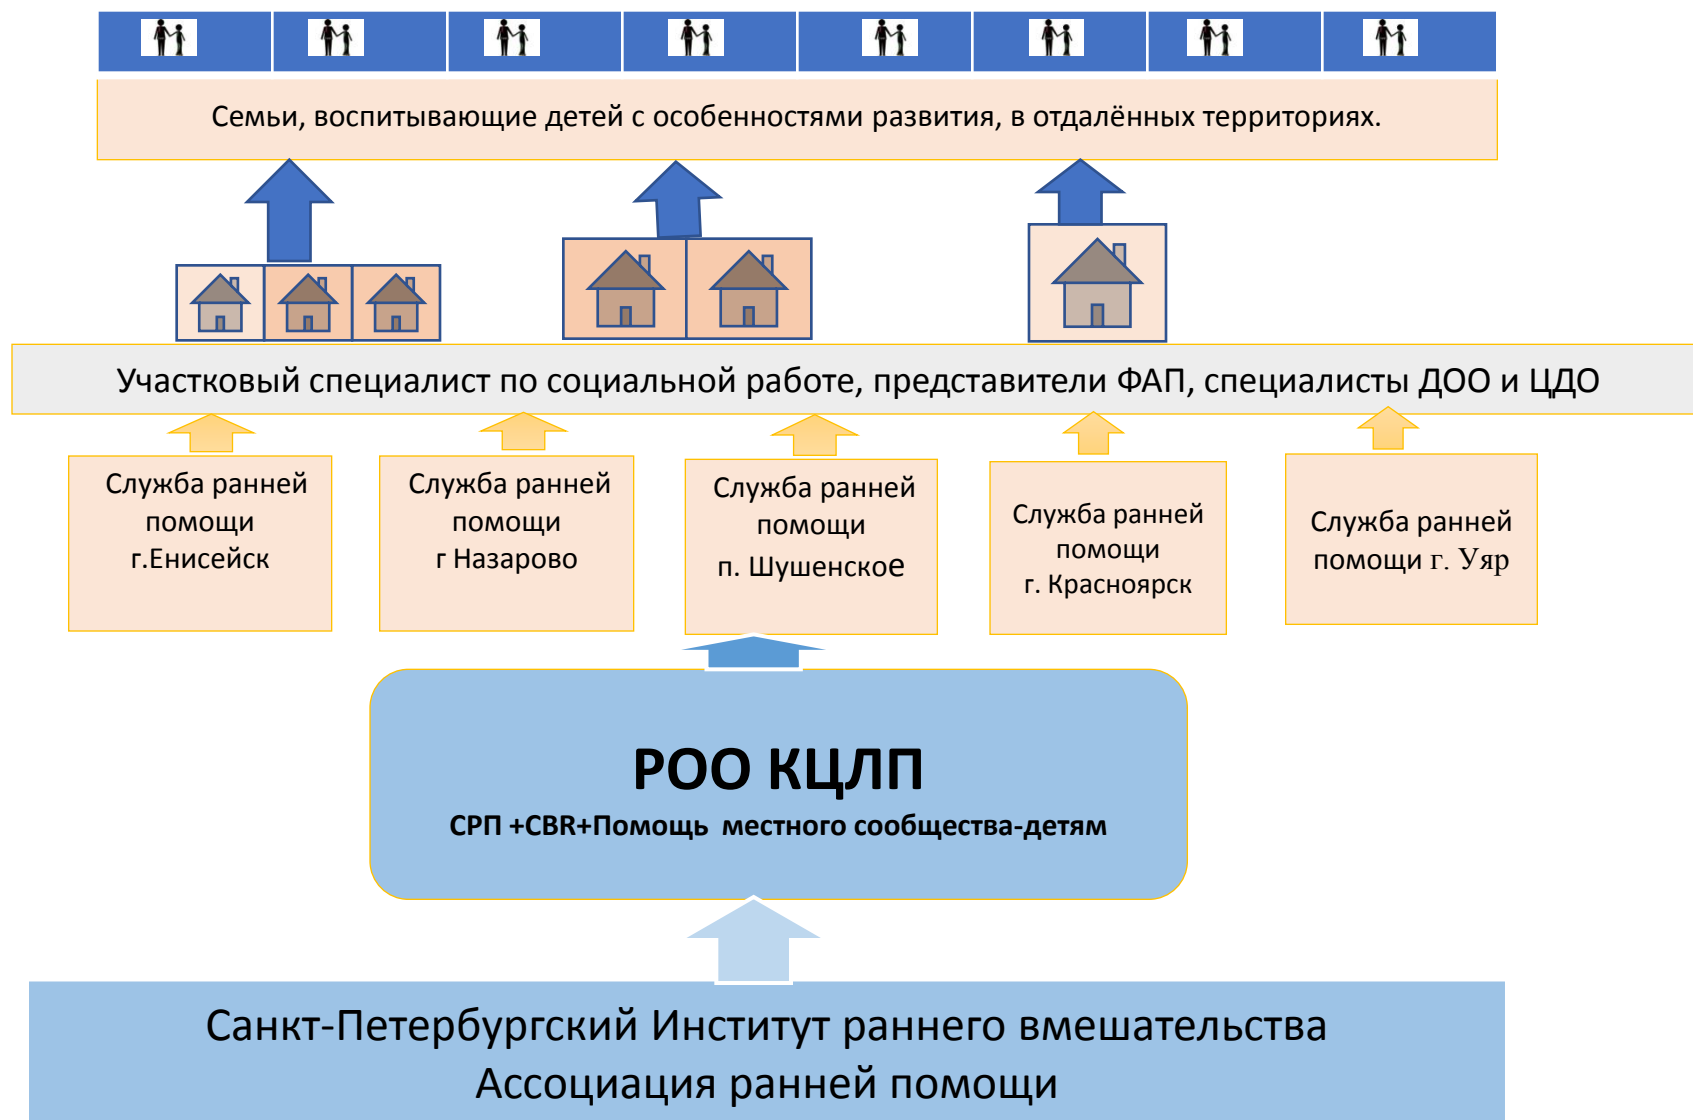 Семьи, воспитывающие детей с особенностями развития, в отдалённых территориях.
Участковый специалист по социальной работе, представители ФАП, специалисты ДОО и ЦДО
Служба ранней
помощи
г.Енисейск
Служба ранней
помощи
г Назарово
Служба ранней
помощи
п. Шушенское
Служба ранней
помощи
г. Красноярск
Служба ранней
помощи г. Уяр
РОО КЦЛП
СРП +CBR+Помощь местного сообщества-детям
Санкт-Петербургский Институт раннего вмешательства
Ассоциация ранней помощи